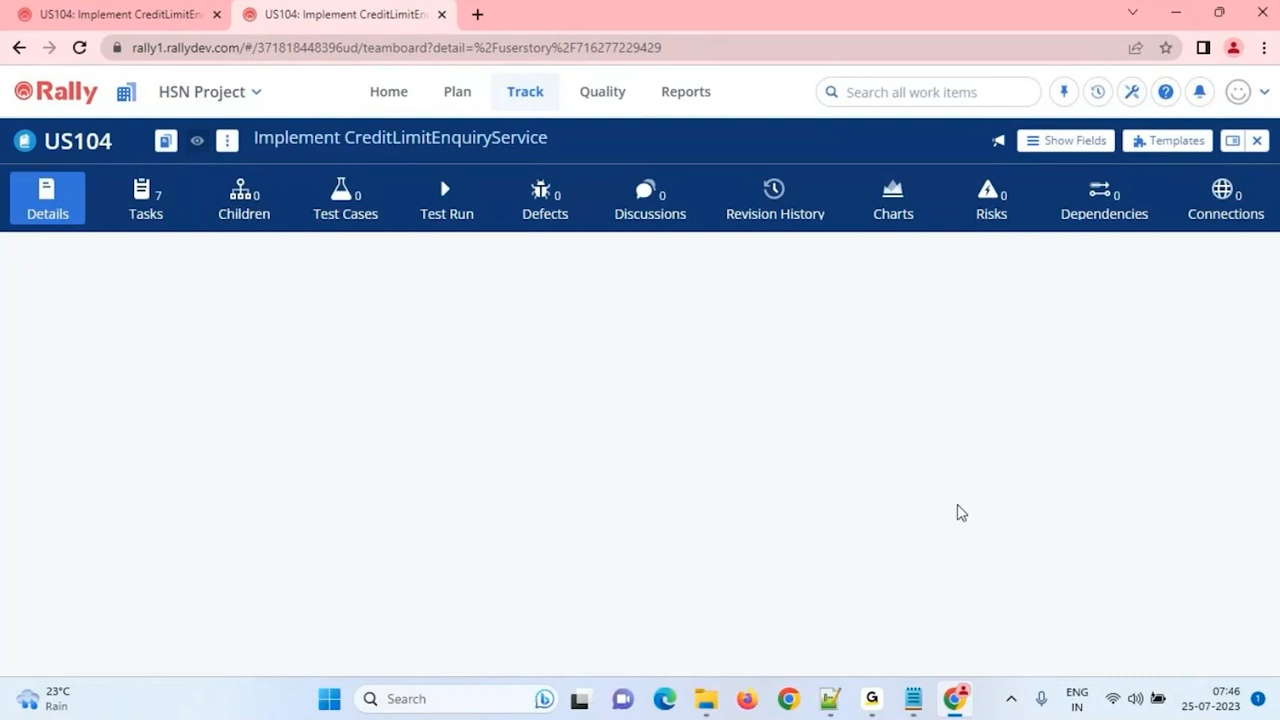 US104: Implement CreditLimitEn
US104: Implement CreditLimitEn
rally1.rallydev.com/#/371818448396ud/teamboard?detail=%2Fuserstory%2F716277229429
Rally HSN Project Home Plan Track Quality Reports Search all work items
US104 Implement CreditLimitEnquiryService Show Fields Templates
7 0 0 0 0 0 0 0
Details Tasks Children Test Cases Test Run Defects Discussions Revision History Charts Risks Dependencies Connections
23°C
Rain
Search
ENG
IN
07:46
25-07-2023
1